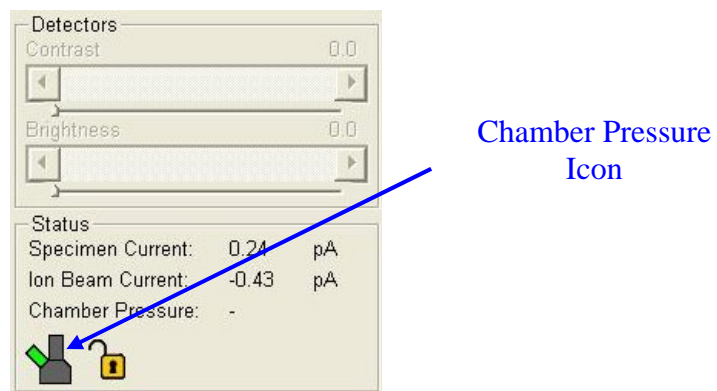 Detectors
Contrast 0.0
Brightness 0.0
Chamber Pressure
Icon
Status
Specimen Current: 0.24 pA
Ion Beam Current: -0.43 pA
Chamber Pressure: -